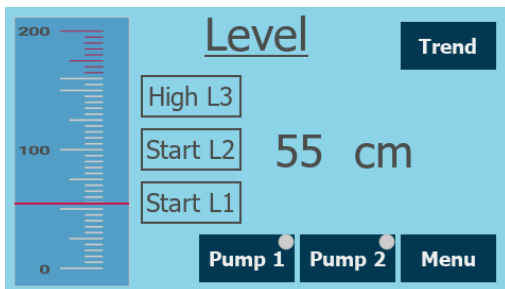 200
Level
Trend
High L3
100
Start L2
55 cm
Start L1
0
Pump 1
Pump 2
Menu